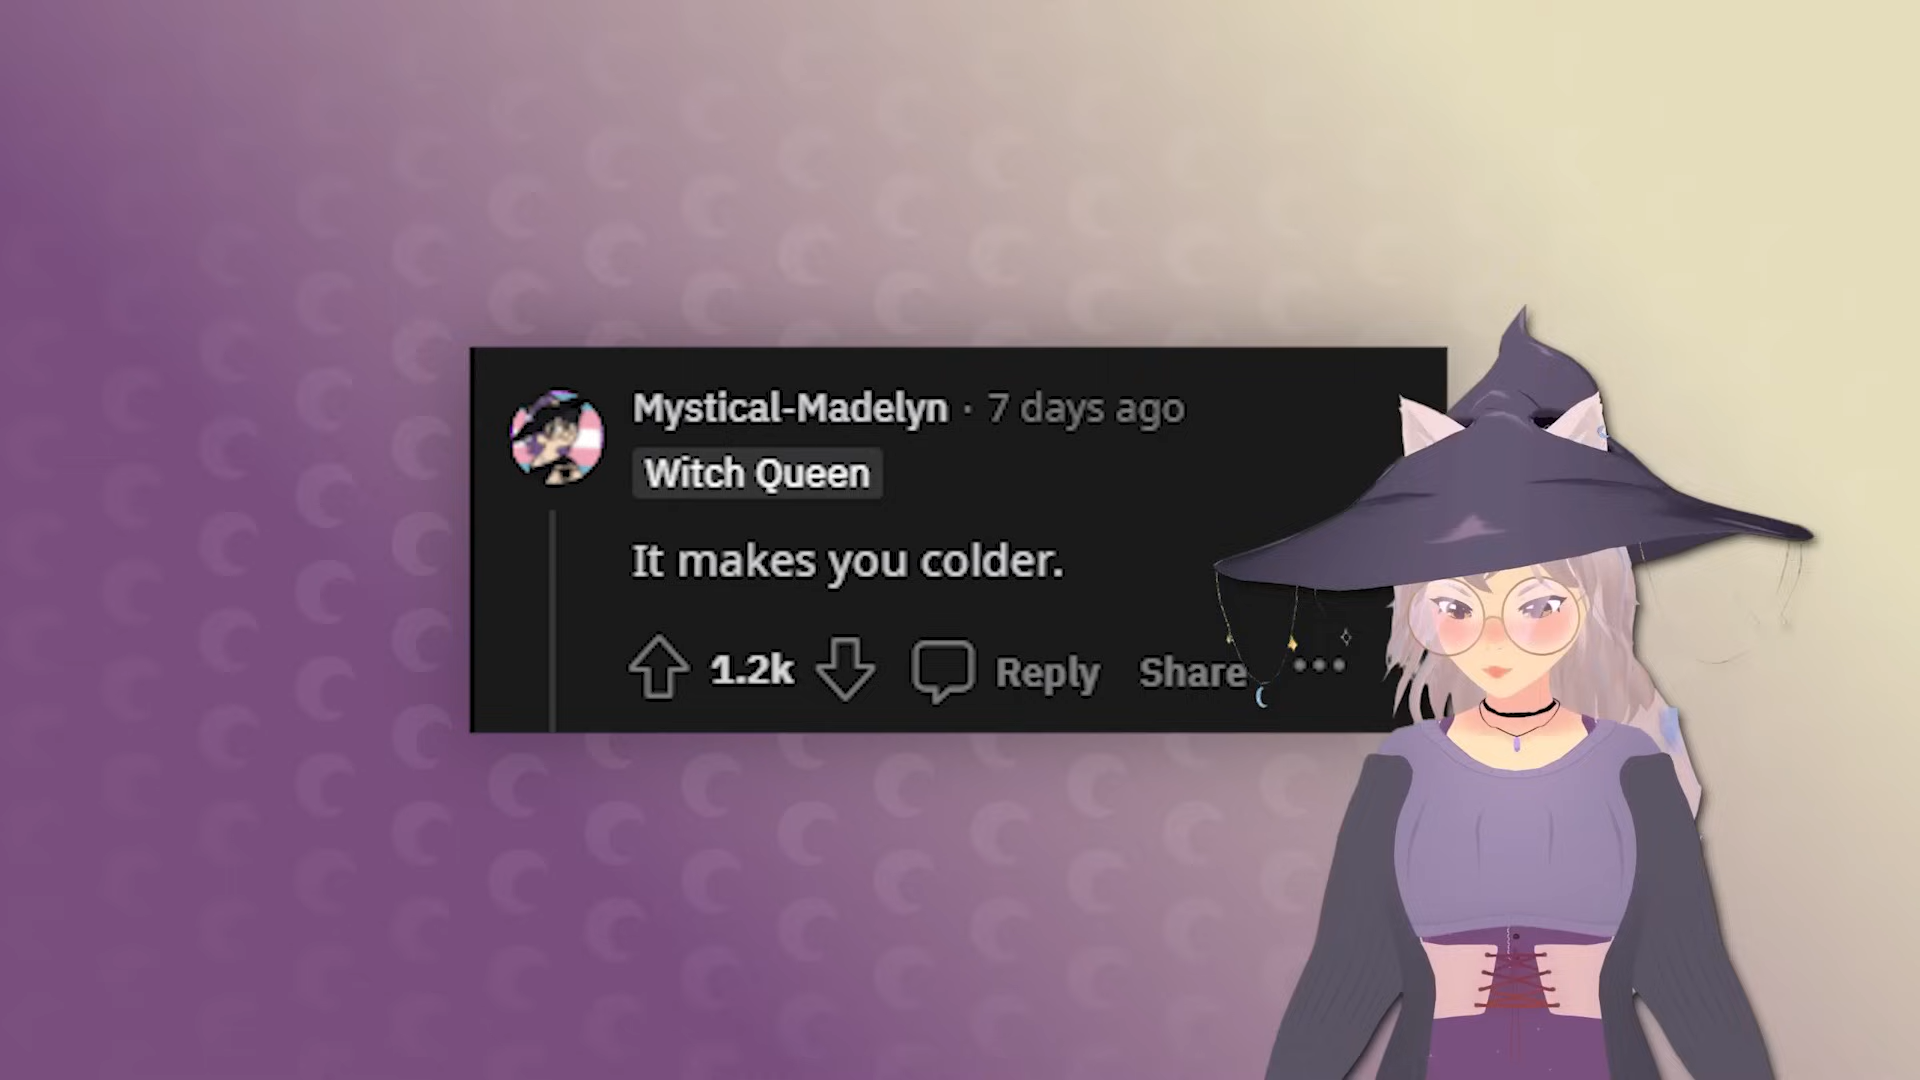 Mystical-Madelyn · 7 days ago
Witch Queen
It makes you colder.
1.2k Reply Share